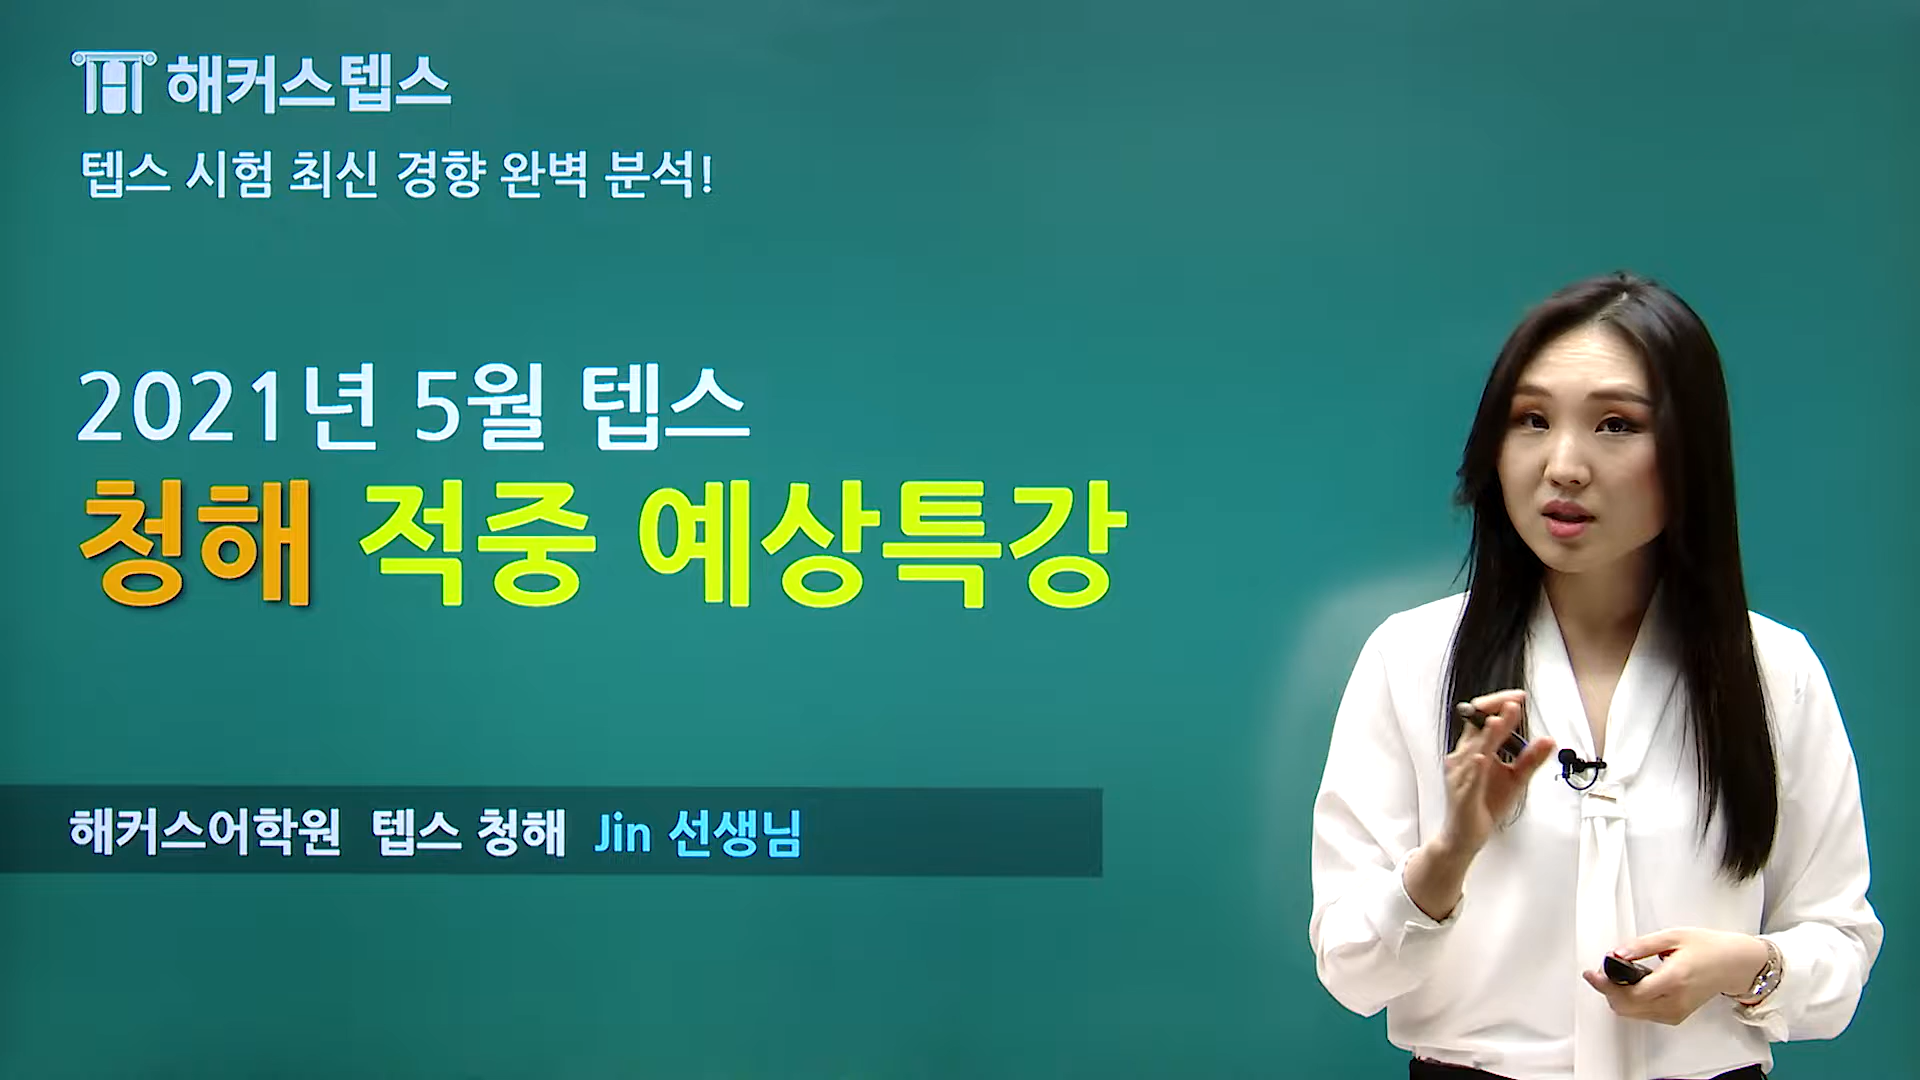 해커스텝스
텝스 시험 최신 경향 완벽 분석!
2021년 5월 텝스
청해 적중 예상특강
해커스어학원 텝스 청해 Jin 선생님